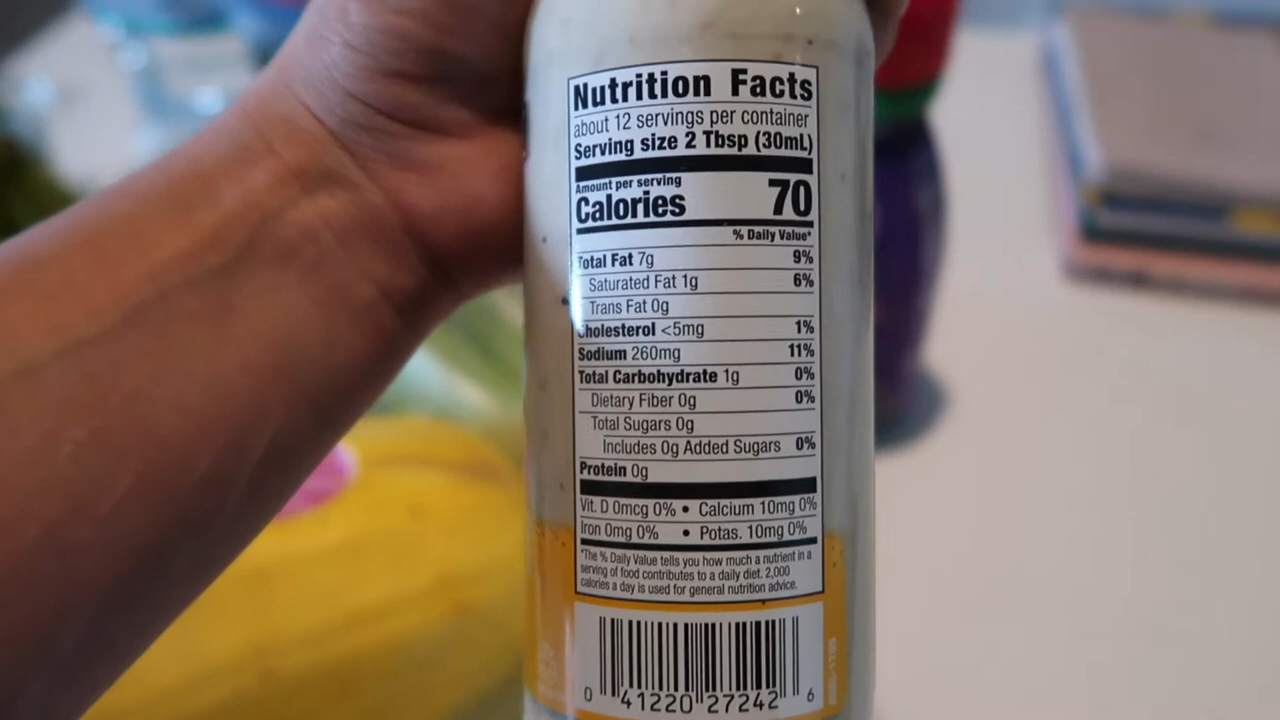 Nutrition Facts
about 12 servings per container
Serving size 2 Tbsp (30mL)
Amount per serving
Calories 70
% Daily Value*
Total Fat 7g 9%
Saturated Fat 1g 6%
Trans Fat 0g
Cholesterol <5mg 1%
Sodium 260mg 11%
Total Carbohydrate 1g 0%
Dietary Fiber 0g 0%
Total Sugars 0g
Includes 0g Added Sugars 0%
Protein 0g
Vit. D 0mcg 0% • Calcium 10mg 0%
Iron 0mg 0% • Potas. 10mg 0%
*The % Daily Value tells you how much a nutrient in a
serving of food contributes to a daily diet. 2,000
calories a day is used for general nutrition advice.
0 41220 27242 6